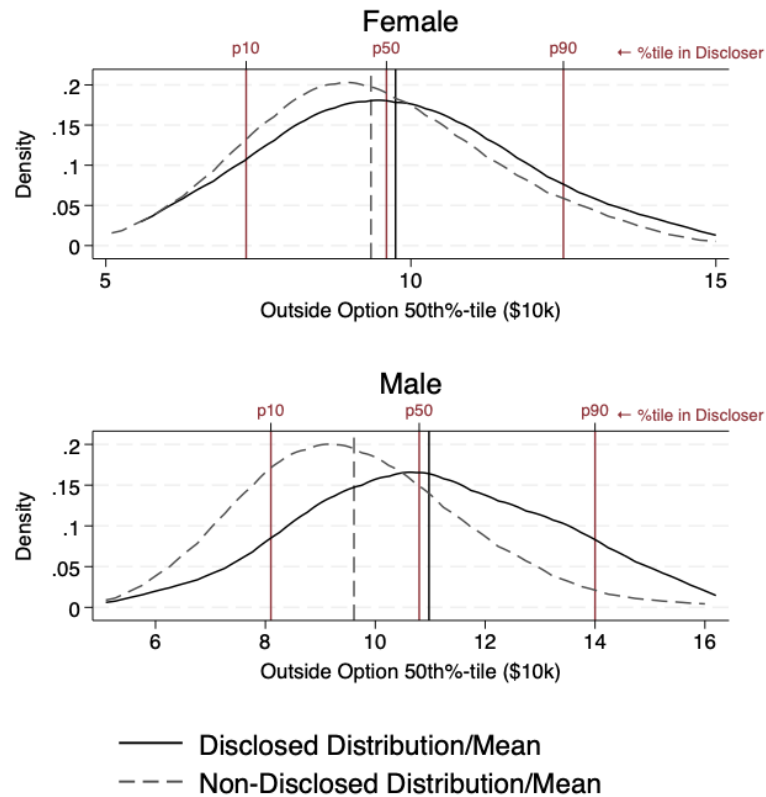 Female
p10 p50 p90 ← %tile in Discloser
.2
.15
.1
.05
0
Density
5 10 15
Outside Option 50th%-tile ($10k)
Male
p10 p50 p90 ← %tile in Discloser
.2
.15
.1
.05
0
Density
6 8 10 12 14 16
Outside Option 50th%-tile ($10k)
Disclosed Distribution/Mean
Non-Disclosed Distribution/Mean